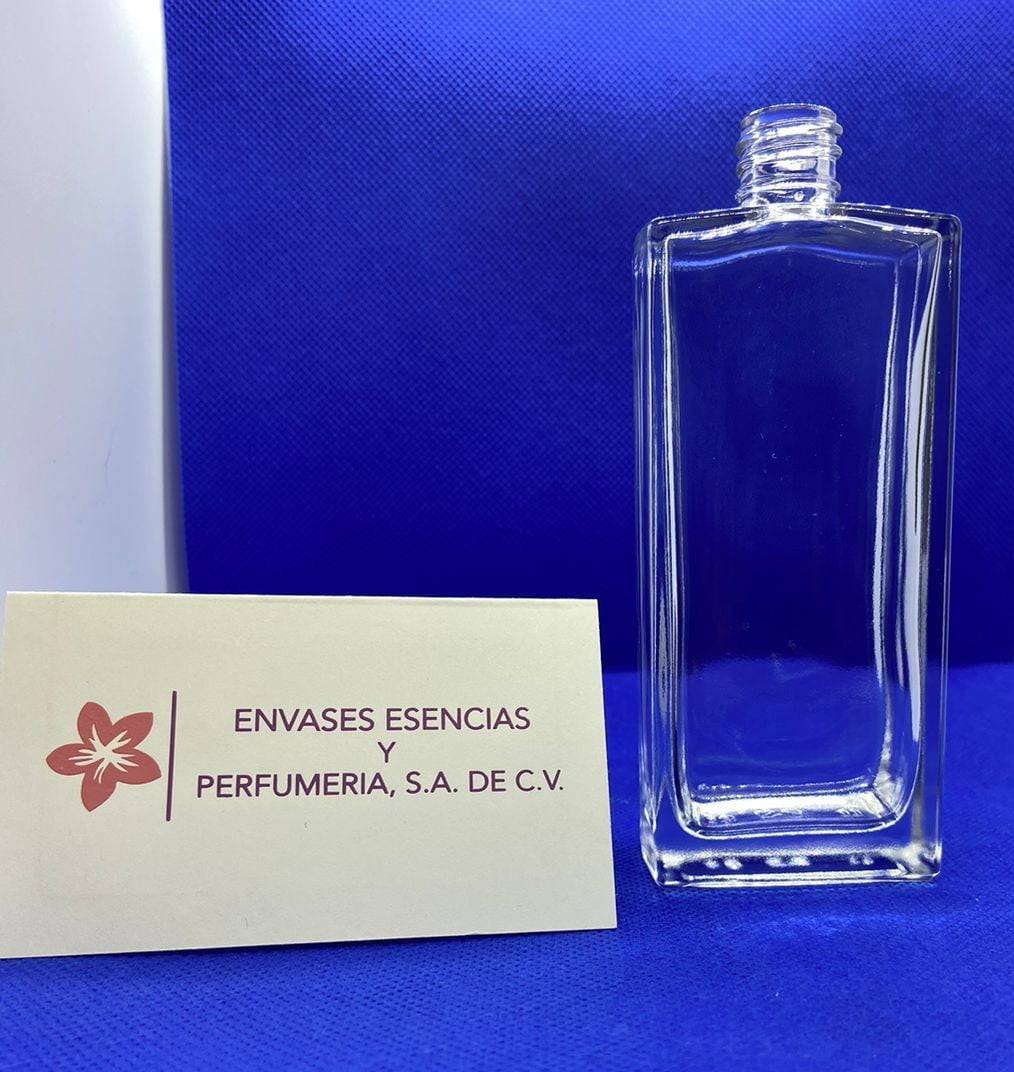 ENVASES ESENCIAS
Y
PERFUMERIA, S.A. DE C.V.